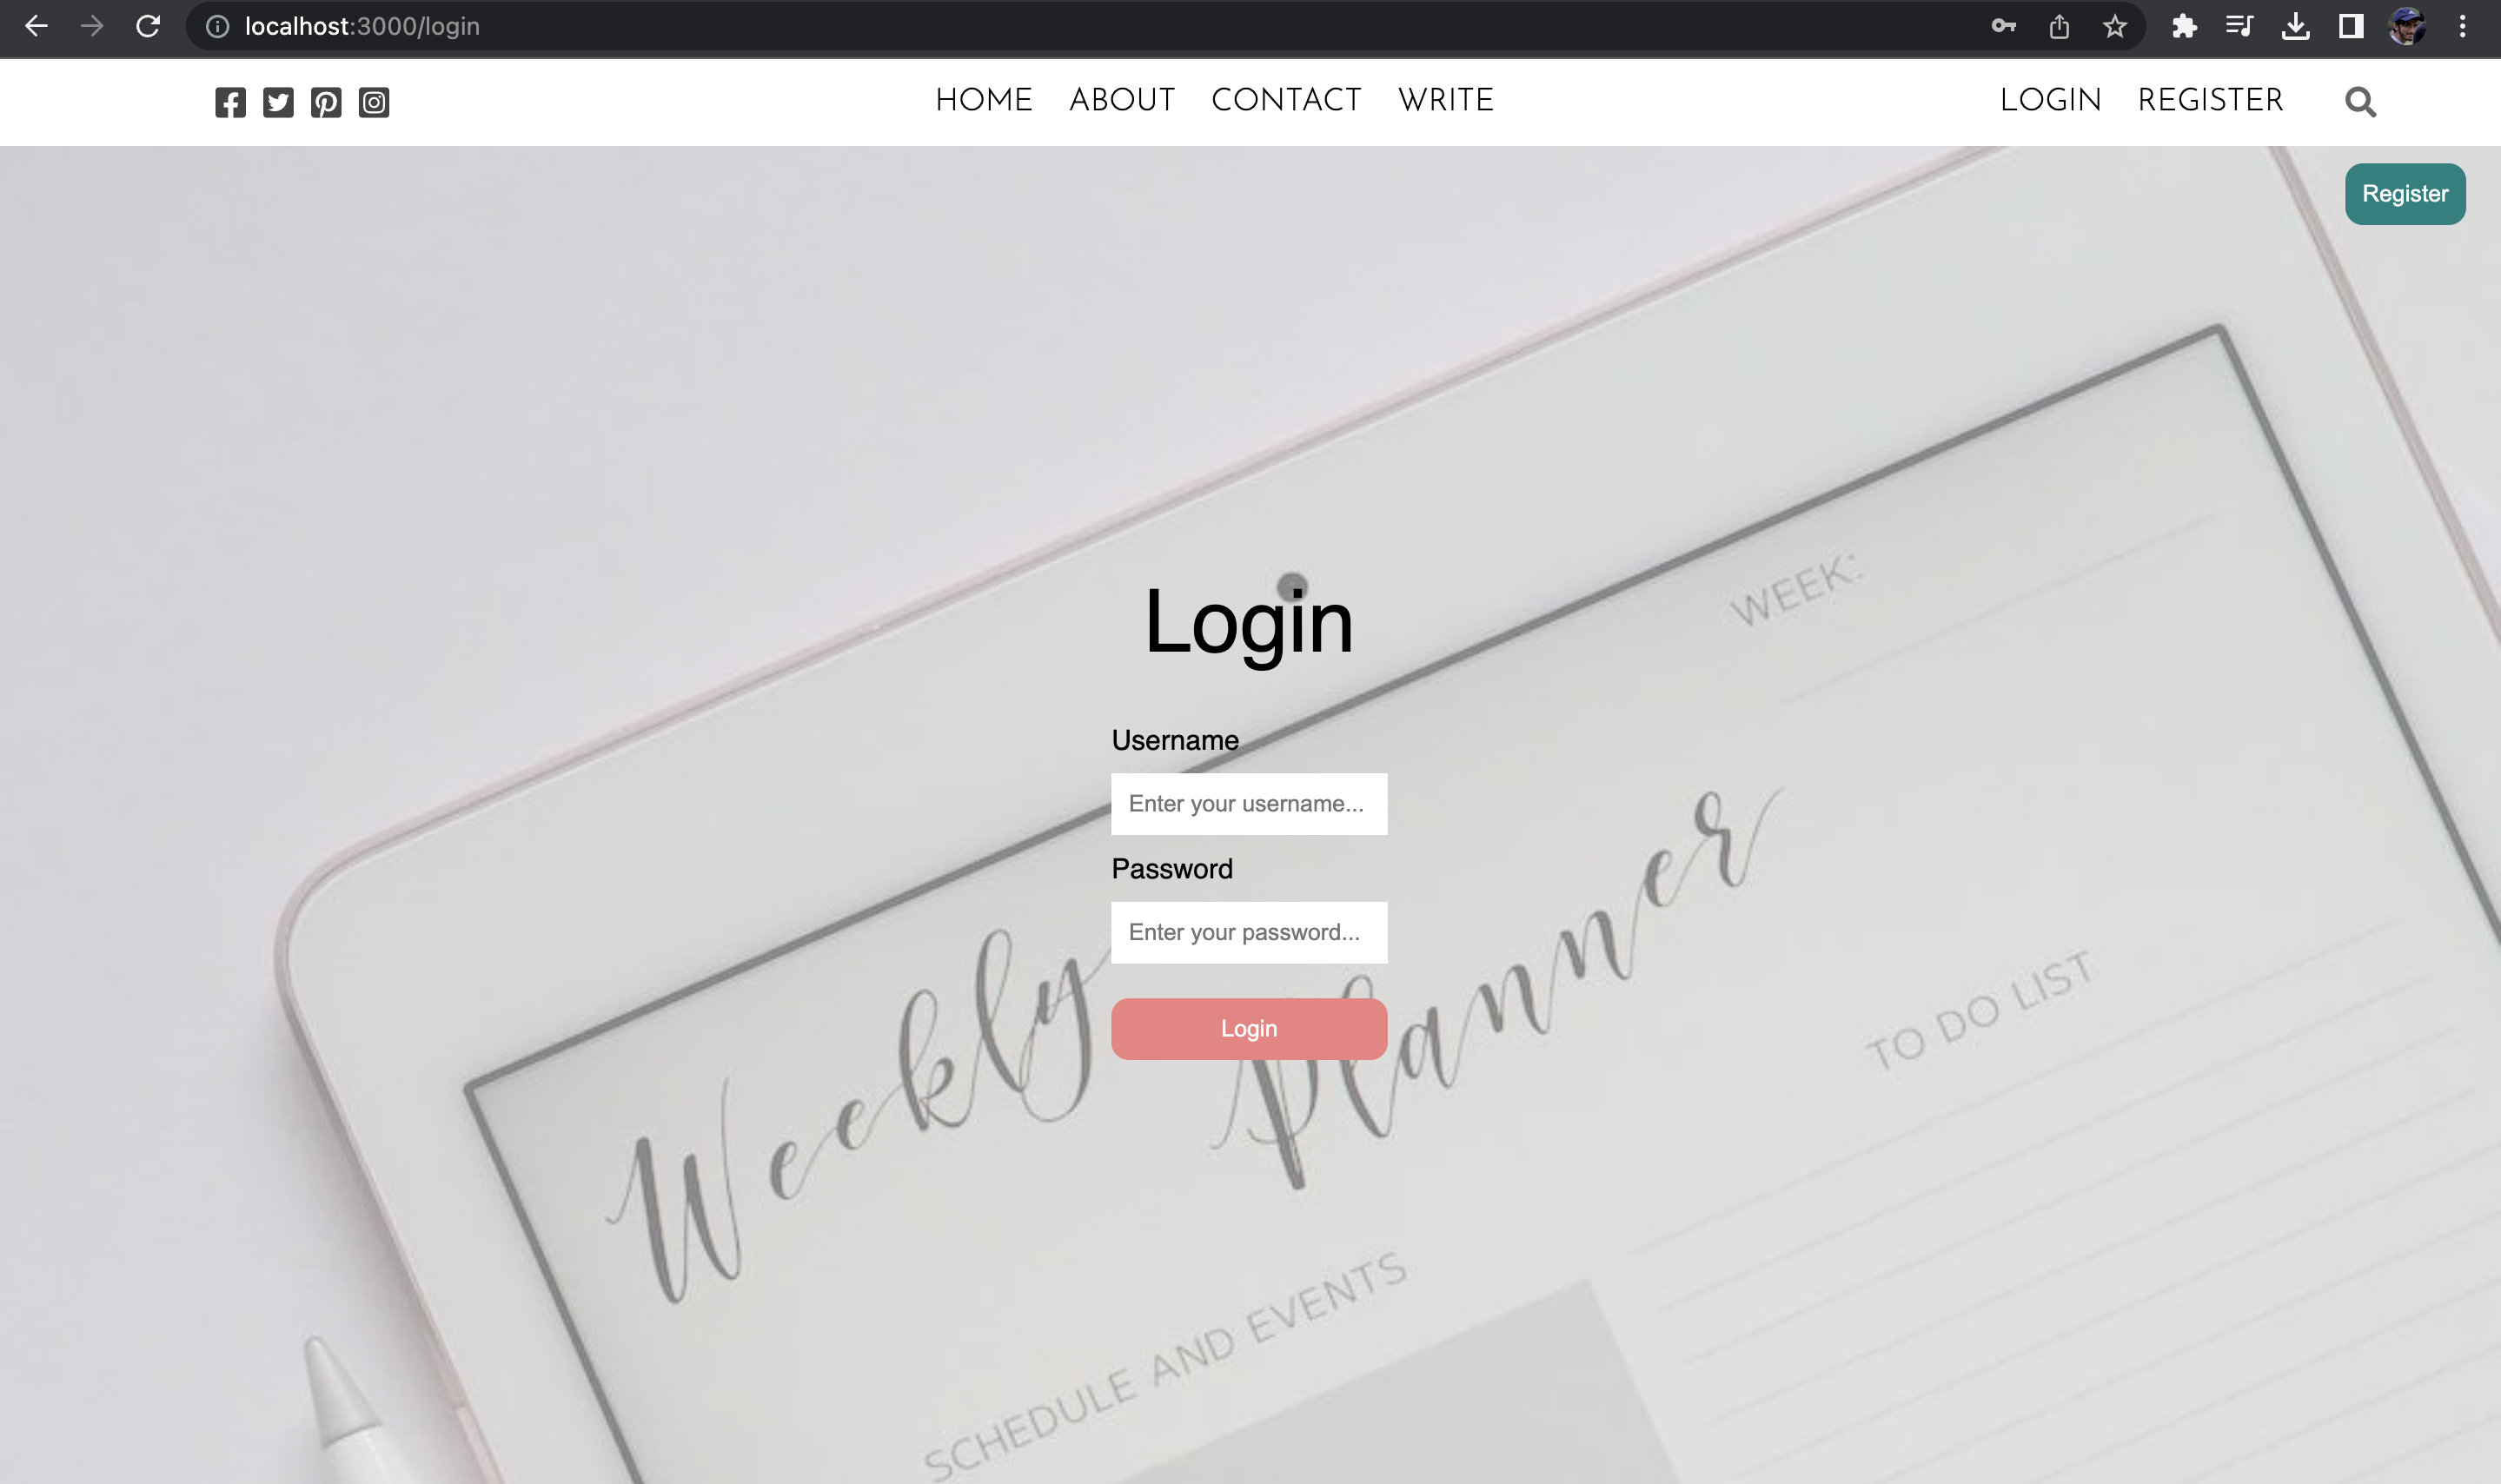 localhost:3000/login
HOME ABOUT CONTACT WRITE LOGIN REGISTER
Register
WEEK:
Login
Username
Enter your username...
Password
Enter your password...
Login
Weekly Planner
TO DO LIST
SCHEDULE AND EVENTS